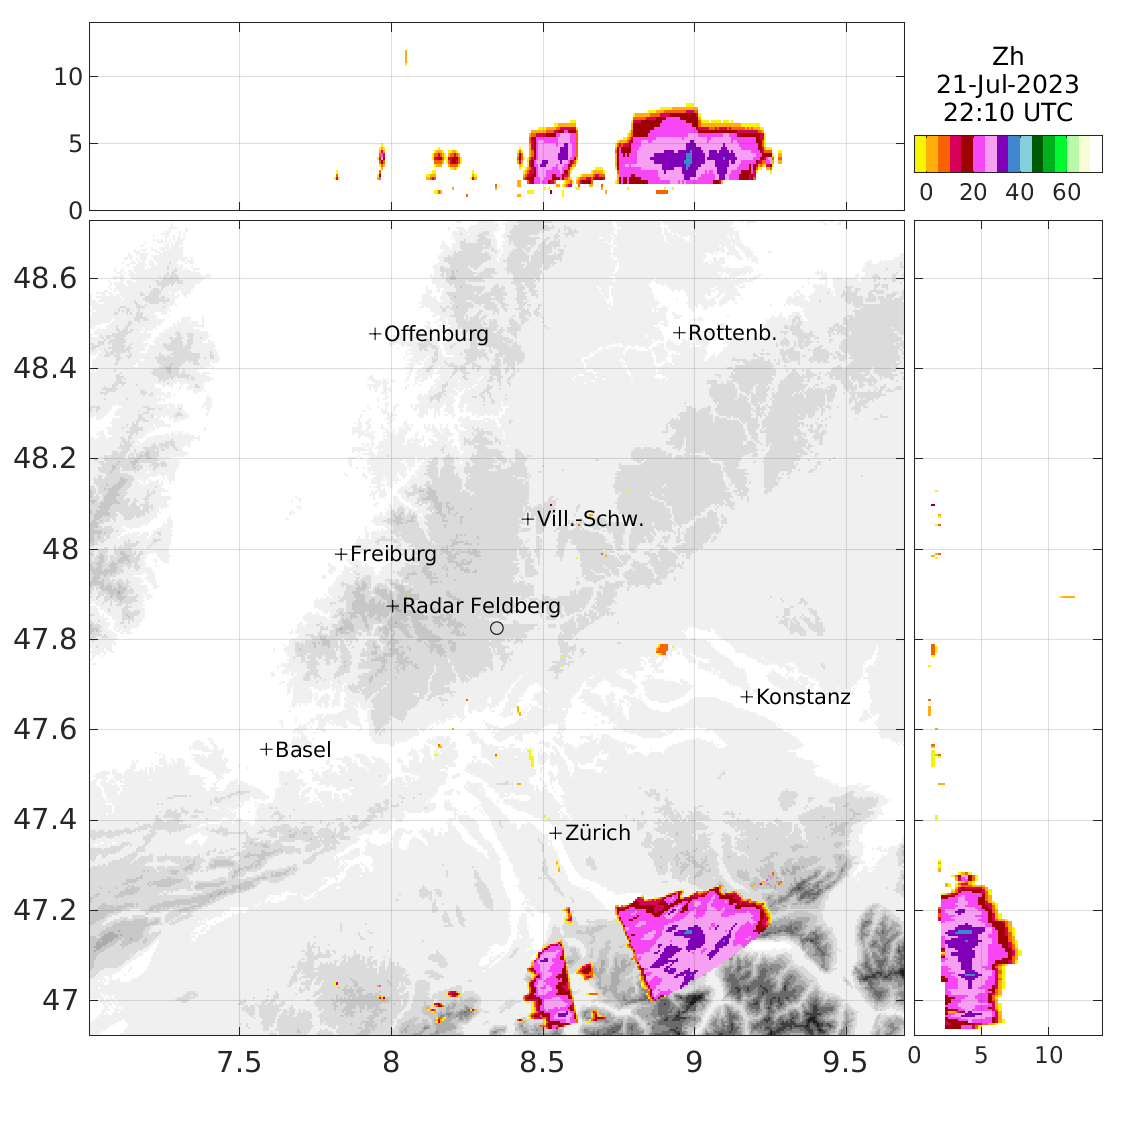 10
5
0
Zh
21-Jul-2023
22:10 UTC
0 20 40 60
48.6
48.4
48.2
48
47.8
47.6
47.4
47.2
47
+Offenburg
+Rottenb.
+Vill.-Schw.
+Freiburg
+Radar Feldberg
+Konstanz
+Basel
+Zürich
7.5 8 8.5 9 9.5
0 5 10